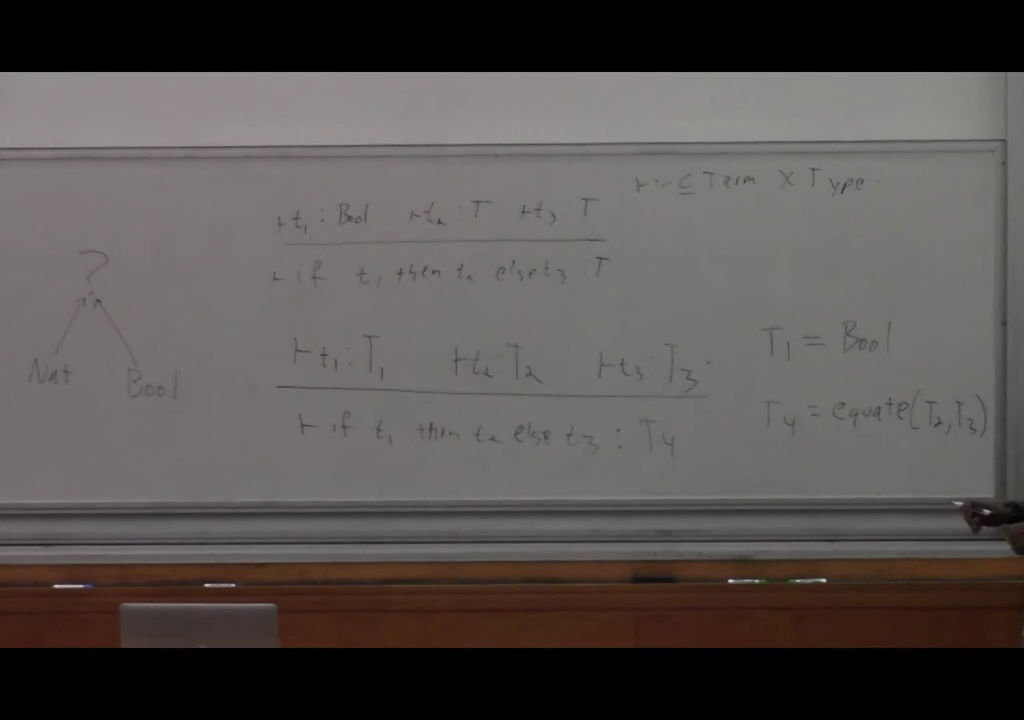 ⊢ · : · ⊆ Term × Type.
⊢ t₁ : Bool ⊢ t₂ : T ⊢ t₃ : T
⊢ if t₁ then t₂ else t₃ : T
?
Nat Bool
⊢ t₁ : T₁ ⊢ t₂ : T₂ ⊢ t₃ : T₃
⊢ if t₁ then t₂ else t₃ : T₄
T₁ = Bool
T₄ = equate(T₂, T₃)